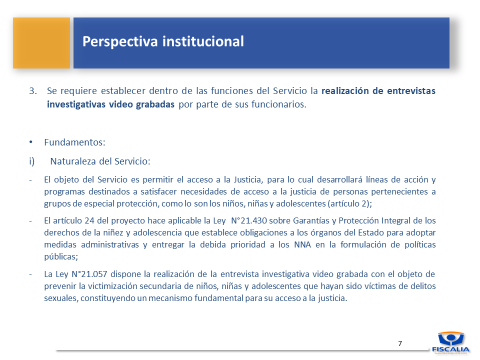 Perspectiva institucional
3. Se requiere establecer dentro de las funciones del Servicio la realización de entrevistas
investigativas video grabadas por parte de sus funcionarios.
• Fundamentos:
i) Naturaleza del Servicio:
- El objeto del Servicio es permitir el acceso a la Justicia, para lo cual desarrollará líneas de acción y
programas destinados a satisfacer necesidades de acceso a la justicia de personas pertenecientes a
grupos de especial protección, como lo son los niños, niñas y adolescentes (artículo 2);
- El artículo 24 del proyecto hace aplicable la Ley N°21.430 sobre Garantías y Protección Integral de los
derechos de la niñez y adolescencia que establece obligaciones a los órganos del Estado para adoptar
medidas administrativas y entregar la debida prioridad a los NNA en la formulación de políticas
públicas;
- La Ley N°21.057 dispone la realización de la entrevista investigativa video grabada con el objeto de
prevenir la victimización secundaria de niños, niñas y adolescentes que hayan sido víctimas de delitos
sexuales, constituyendo un mecanismo fundamental para su acceso a la justicia.
7
FISCALIA